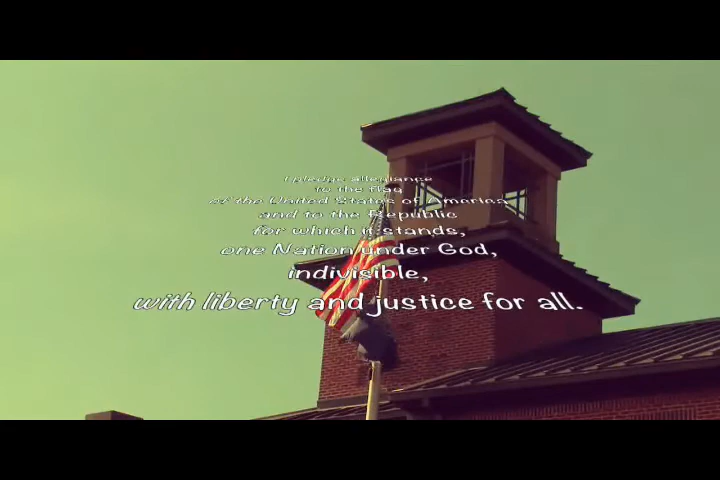 I pledge allegiance
to the flag
of the United States of America
and to the Republic
for which it stands,
one Nation under God,
indivisible,
with liberty and justice for all.